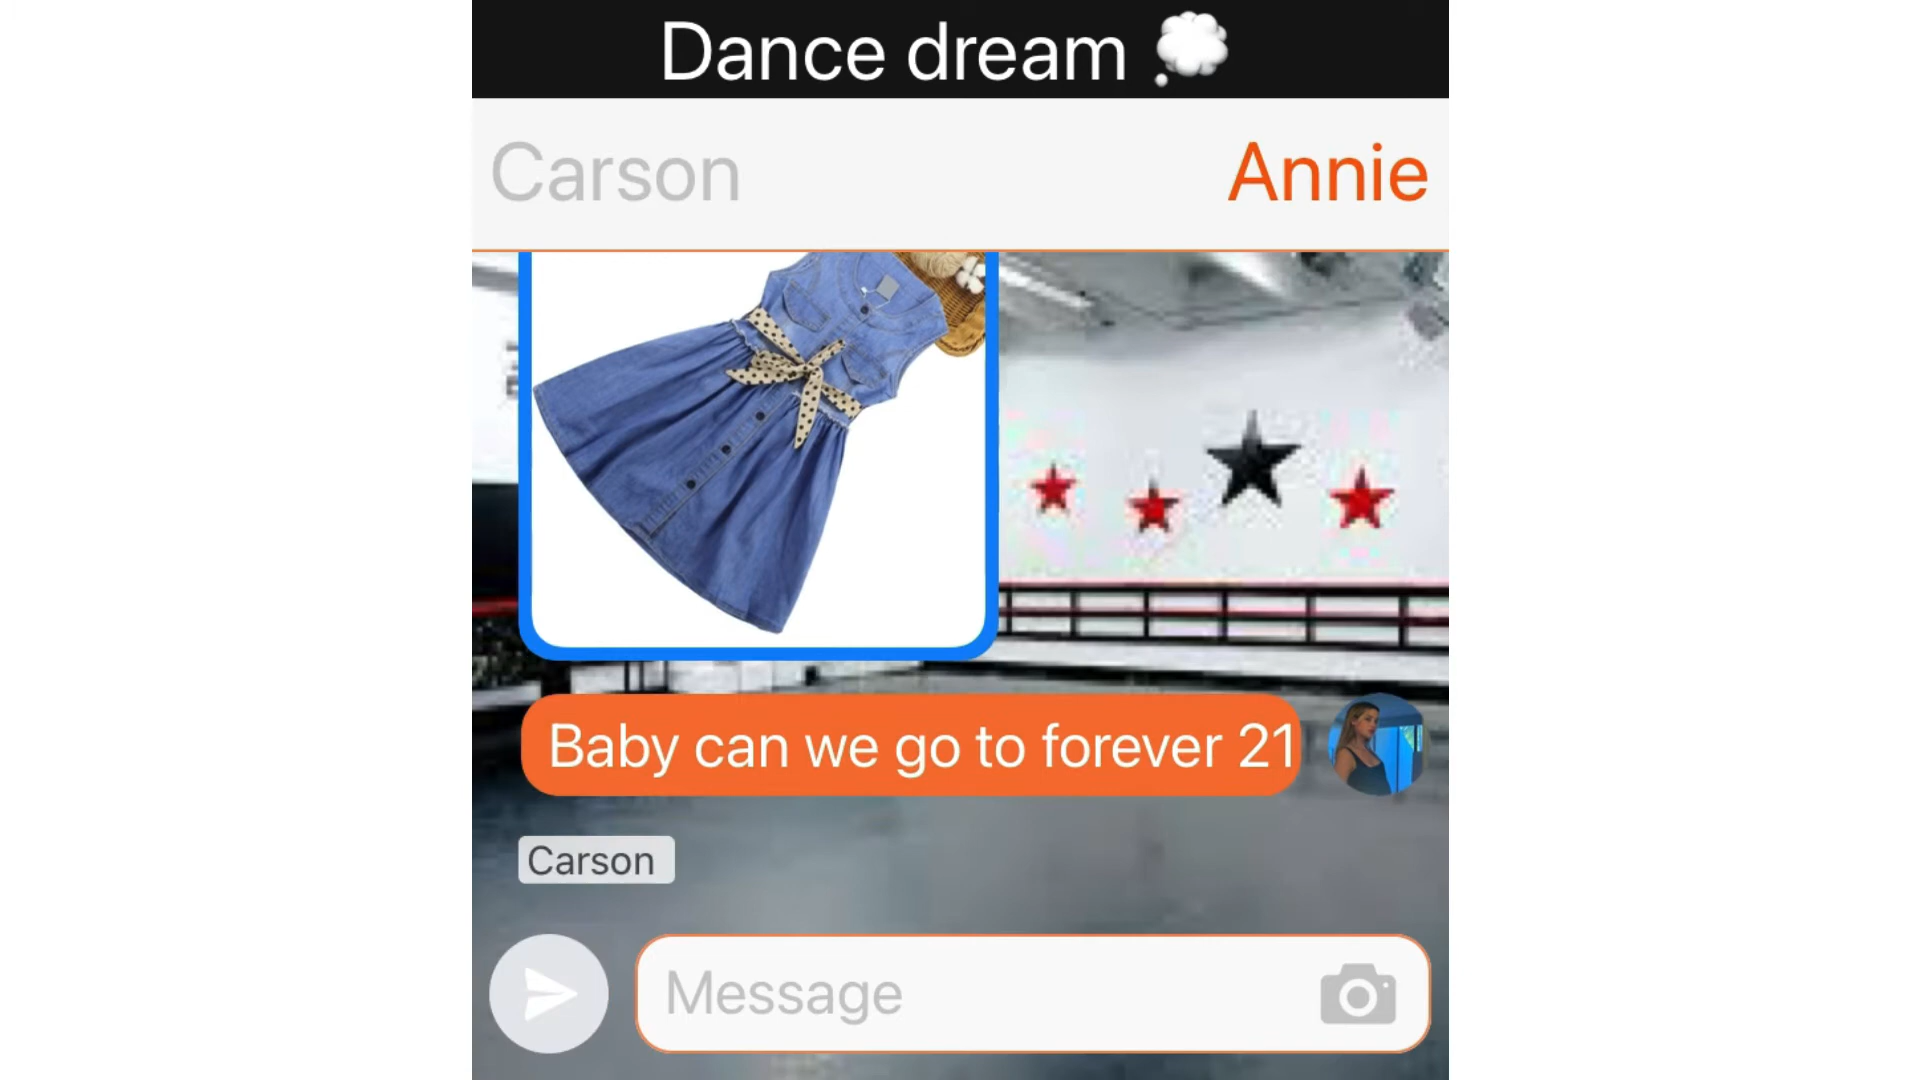 Dance dream 💭
Carson
Annie
Baby can we go to forever 21
Carson
Message